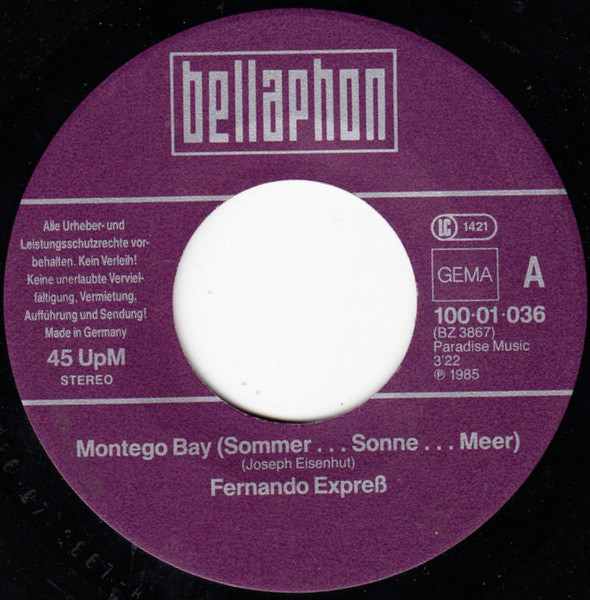 bellaphon
Alle Urheber- und
Leistungsschutzrechte vor-
behalten. Kein Verleih!
Keine unerlaubte Verviel-
fältigung, Vermietung,
Aufführung und Sendung!
Made in Germany
45 UpM
STEREO
LC 1421
GEMA
A
100·01·036
(BZ 3867)
Paradise Music
3'22
℗ 1985
Montego Bay (Sommer . . . Sonne . . . Meer)
(Joseph Eisenhut)
Fernando Expreß